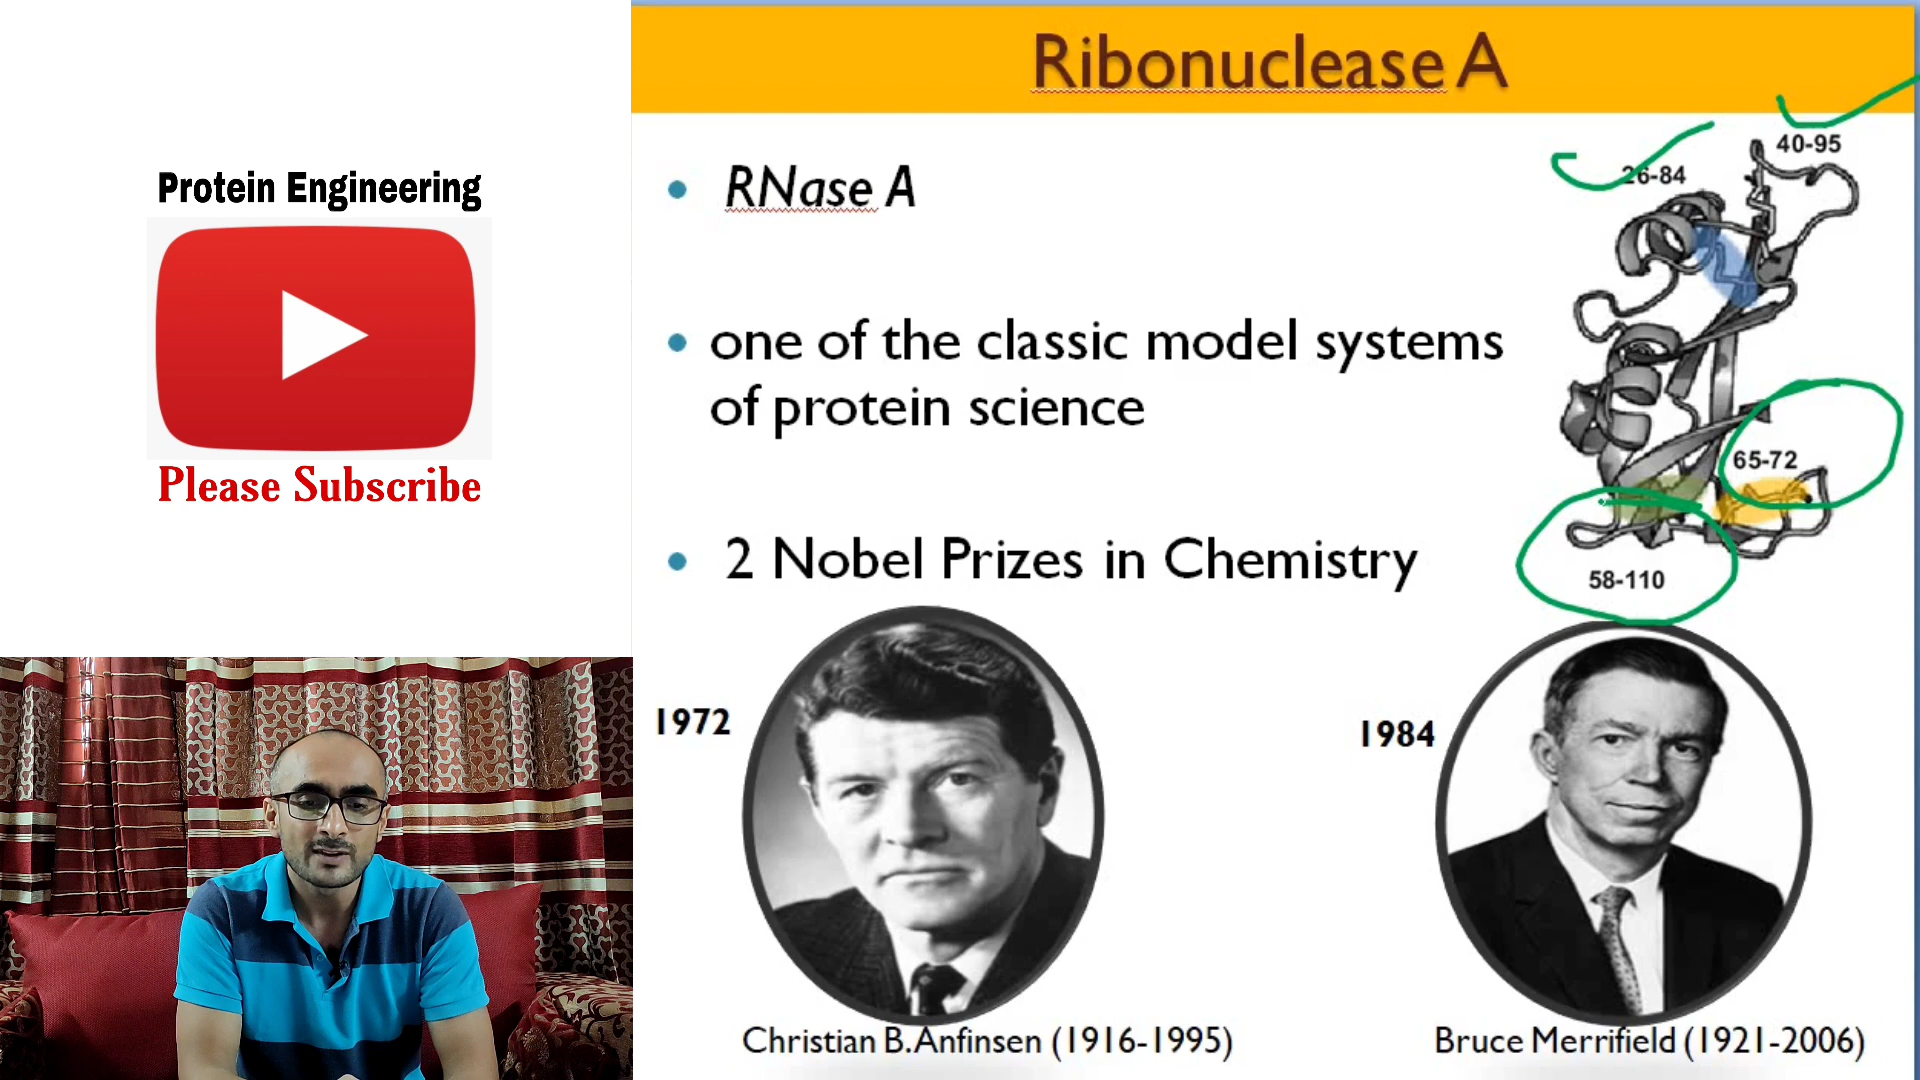 Protein Engineering
Please Subscribe
Ribonuclease A
RNase A
one of the classic model systems
of protein science
2 Nobel Prizes in Chemistry
40-95
26-84
65-72
58-110
1972
1984
Christian B. Anfinsen (1916-1995)
Bruce Merrifield (1921-2006)